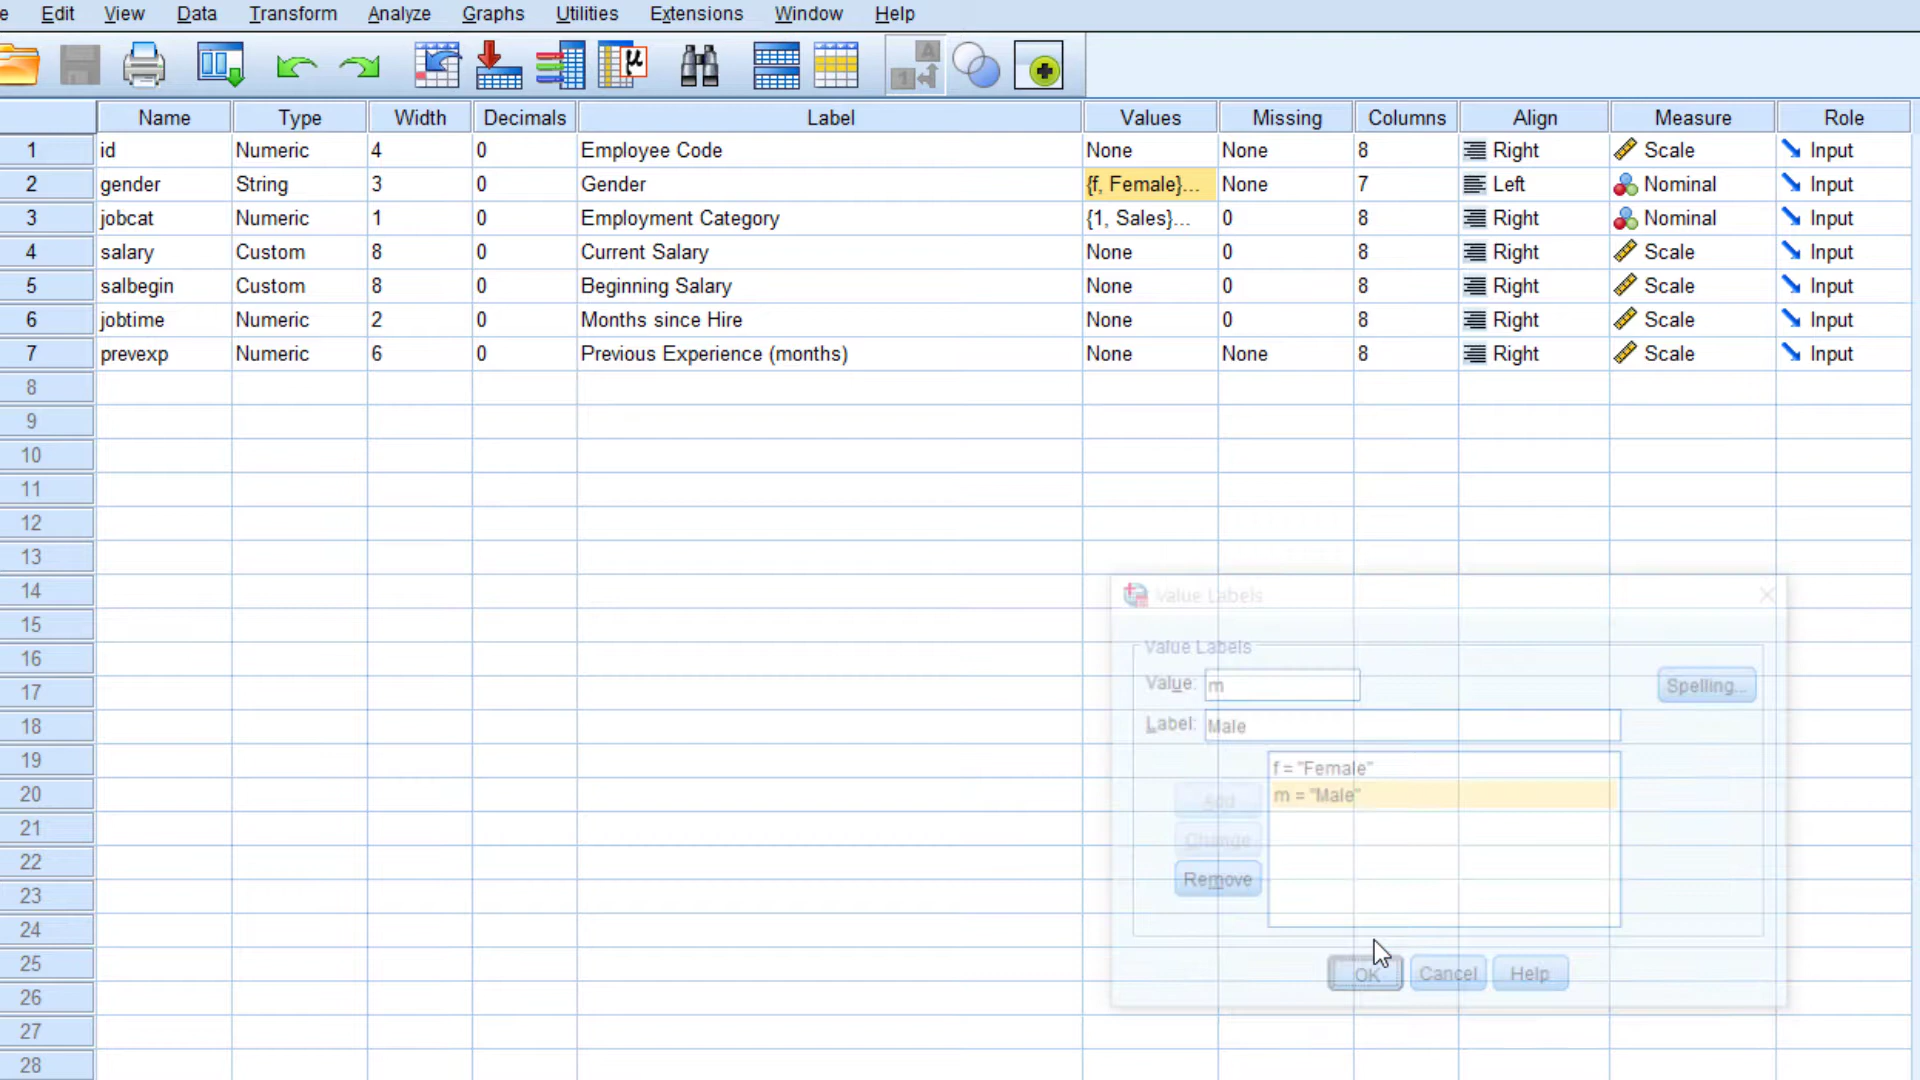 Edit View Data Transform Analyze Graphs Utilities Extensions Window Help
Name Type Width Decimals Label Values Missing Columns Align Measure Role
1 id Numeric 4 0 Employee Code None None 8 Right Scale Input
2 gender String 3 0 Gender {f, Female}... None 7 Left Nominal Input
3 jobcat Numeric 1 0 Employment Category {1, Sales}... 0 8 Right Nominal Input
4 salary Custom 8 0 Current Salary None 0 8 Right Scale Input
5 salbegin Custom 8 0 Beginning Salary None 0 8 Right Scale Input
6 jobtime Numeric 2 0 Months since Hire None 0 8 Right Scale Input
7 prevexp Numeric 6 0 Previous Experience (months) None None 8 Right Scale Input
8
9
10
11
12
13
14
15
16
17
18
19
20
21
22
23
24
25
26
27
28
Value Labels
Value Labels
Value: m Spelling...
Label: Male
f = "Female"
m = "Male"
Add
Change
Remove
OK Cancel Help